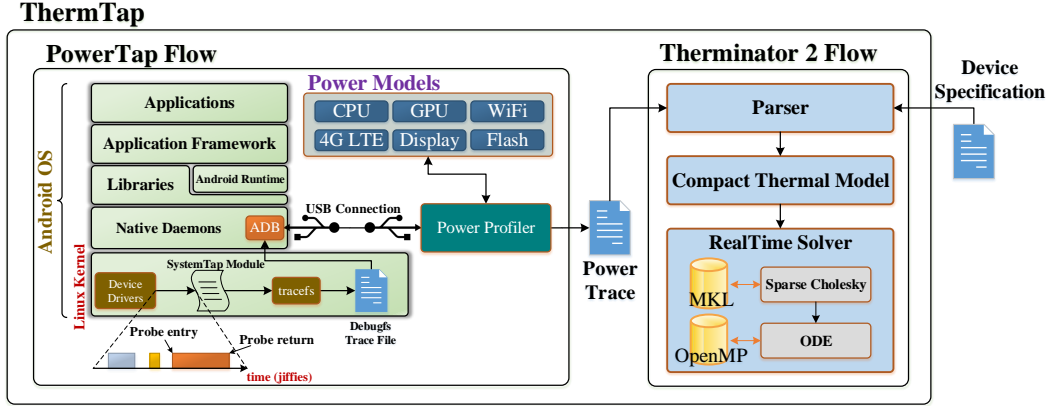 ThermTap
PowerTap Flow
Android OS
Linux Kernel
Applications
Application Framework
Libraries
Android Runtime
Native Daemons
ADB
SystemTap Module
Device
Drivers
tracefs
Debugfs
Trace File
Probe entry
Probe return
time (jiffies)
Power Models
CPU
GPU
WiFi
4G LTE
Display
Flash
USB Connection
Power Profiler
Power
Trace
Therminator 2 Flow
Parser
Compact Thermal Model
RealTime Solver
MKL
Sparse Cholesky
OpenMP
ODE
Device
Specification